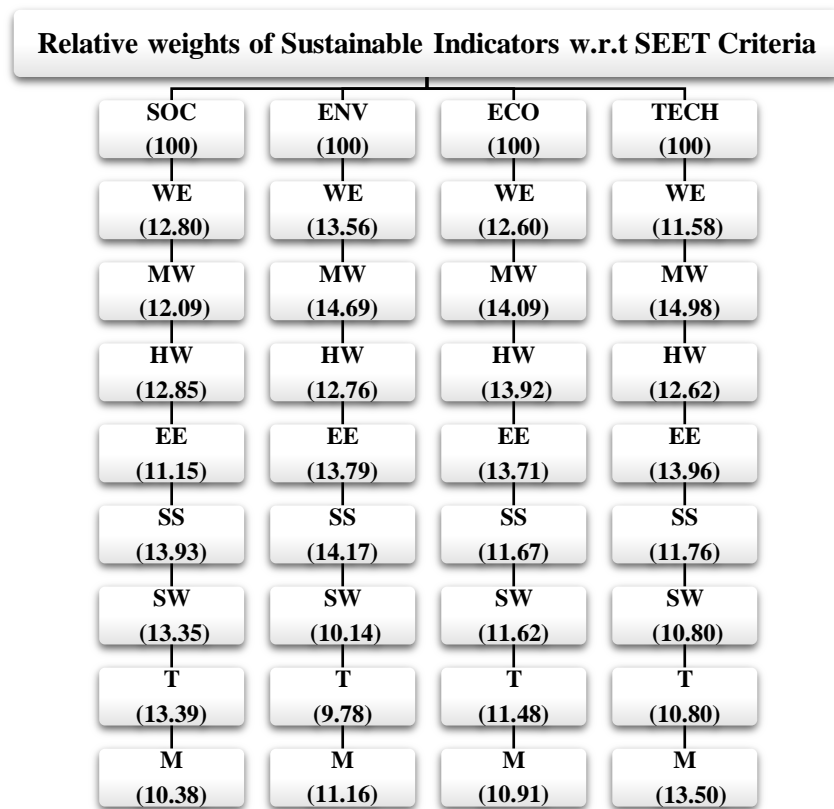 Relative weights of Sustainable Indicators w.r.t SEET Criteria
SOC
(100)
WE
(12.80)
MW
(12.09)
HW
(12.85)
EE
(11.15)
SS
(13.93)
SW
(13.35)
T
(13.39)
M
(10.38)
ENV
(100)
WE
(13.56)
MW
(14.69)
HW
(12.76)
EE
(13.79)
SS
(14.17)
SW
(10.14)
T
(9.78)
M
(11.16)
ECO
(100)
WE
(12.60)
MW
(14.09)
HW
(13.92)
EE
(13.71)
SS
(11.67)
SW
(11.62)
T
(11.48)
M
(10.91)
TECH
(100)
WE
(11.58)
MW
(14.98)
HW
(12.62)
EE
(13.96)
SS
(11.76)
SW
(10.80)
T
(10.80)
M
(13.50)